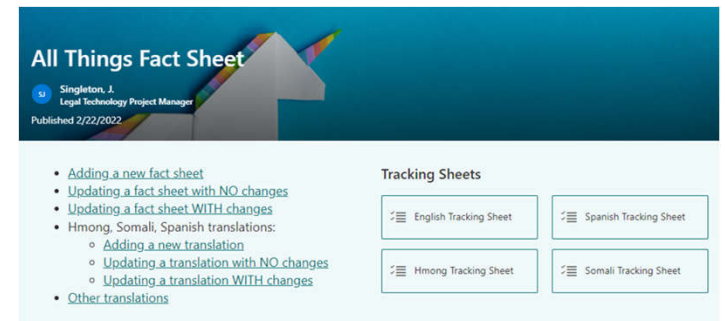 All Things Fact Sheet
SJ
Singleton, J.
Legal Technology Project Manager
Published 2/22/2022
Adding a new fact sheet
Updating a fact sheet with NO changes
Updating a fact sheet WITH changes
Hmong, Somali, Spanish translations:
Adding a new translation
Updating a translation with NO changes
Updating a translation WITH changes
Other translations
Tracking Sheets
English Tracking Sheet
Spanish Tracking Sheet
Hmong Tracking Sheet
Somali Tracking Sheet